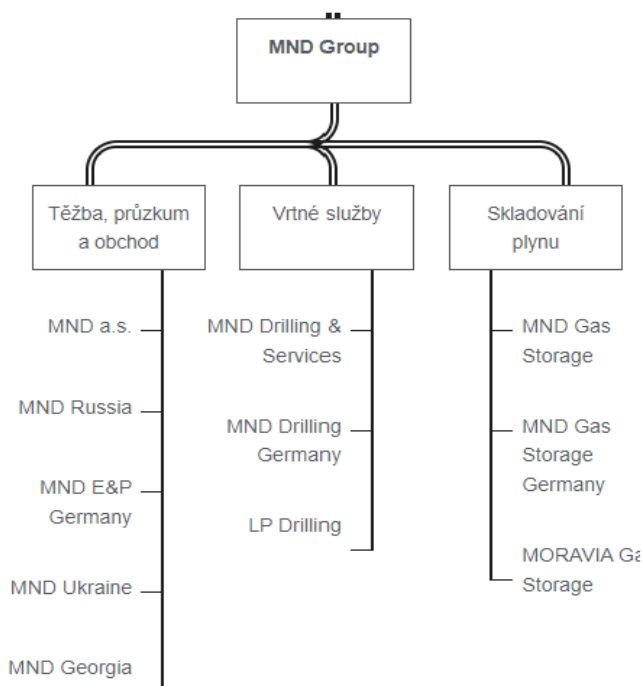 MND Group
Těžba, průzkum
a obchod
Vrtné služby
Skladování
plynu
MND a.s.
MND Russia
MND E&P
Germany
MND Ukraine
MND Georgia
MND Drilling &
Services
MND Drilling
Germany
LP Drilling
MND Gas
Storage
MND Gas
Storage
Germany
MORAVIA
Storage